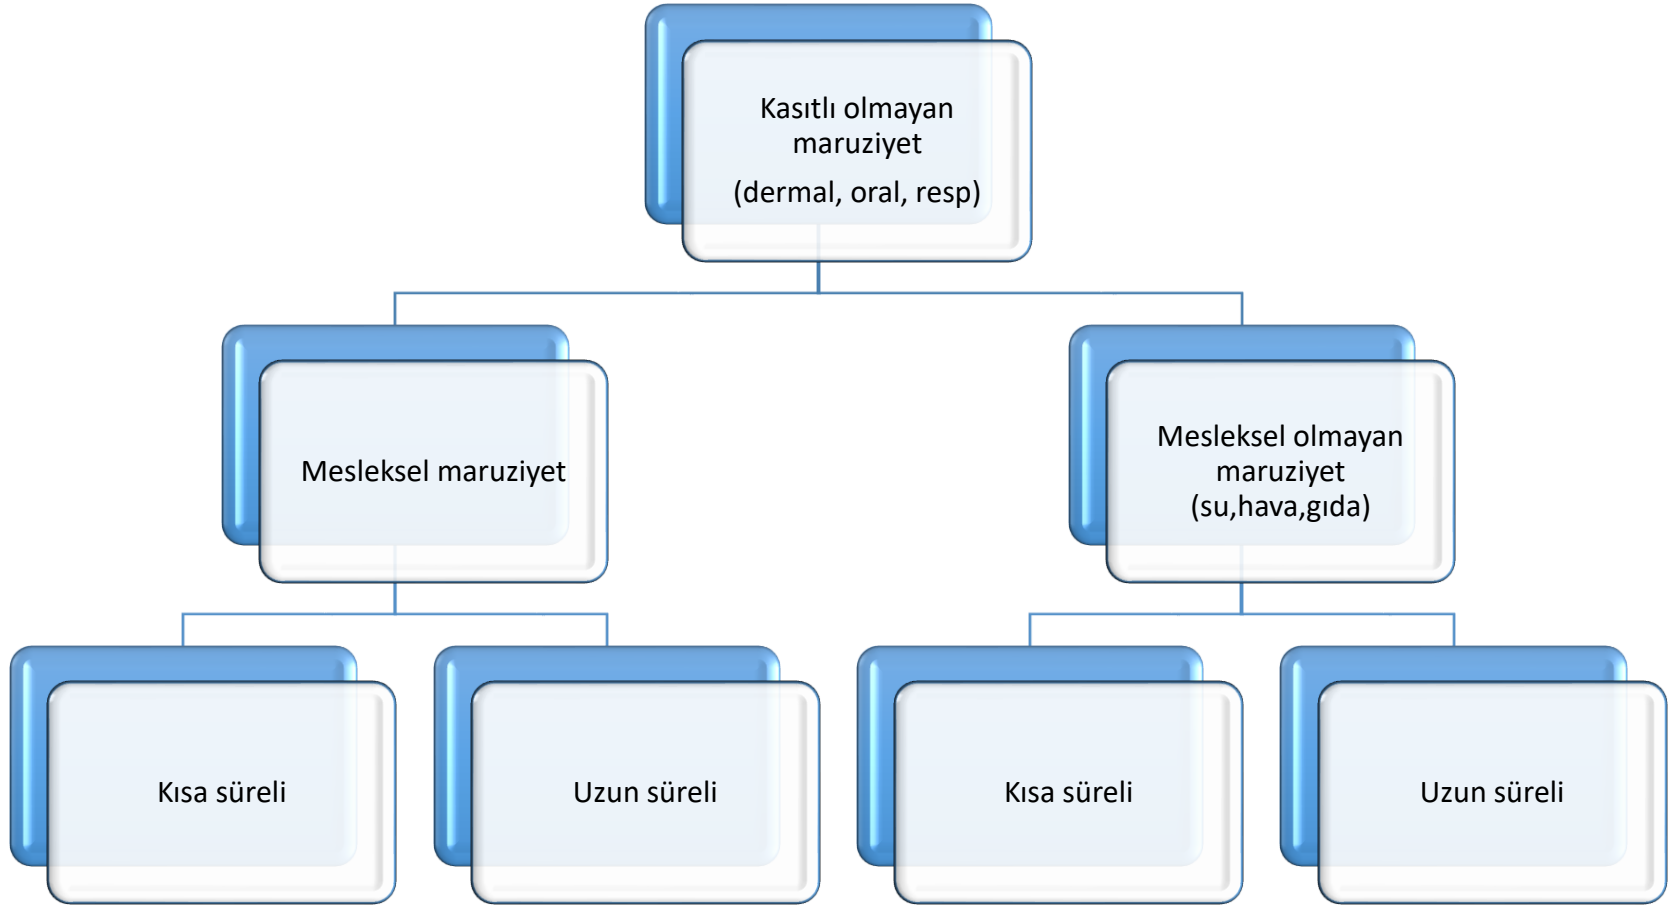 Kasıtlı olmayan
maruziyet
(dermal, oral, resp)
Mesleksel maruziyet
Mesleksel olmayan
maruziyet
(su,hava,gıda)
Kısa süreli
Uzun süreli
Kısa süreli
Uzun süreli